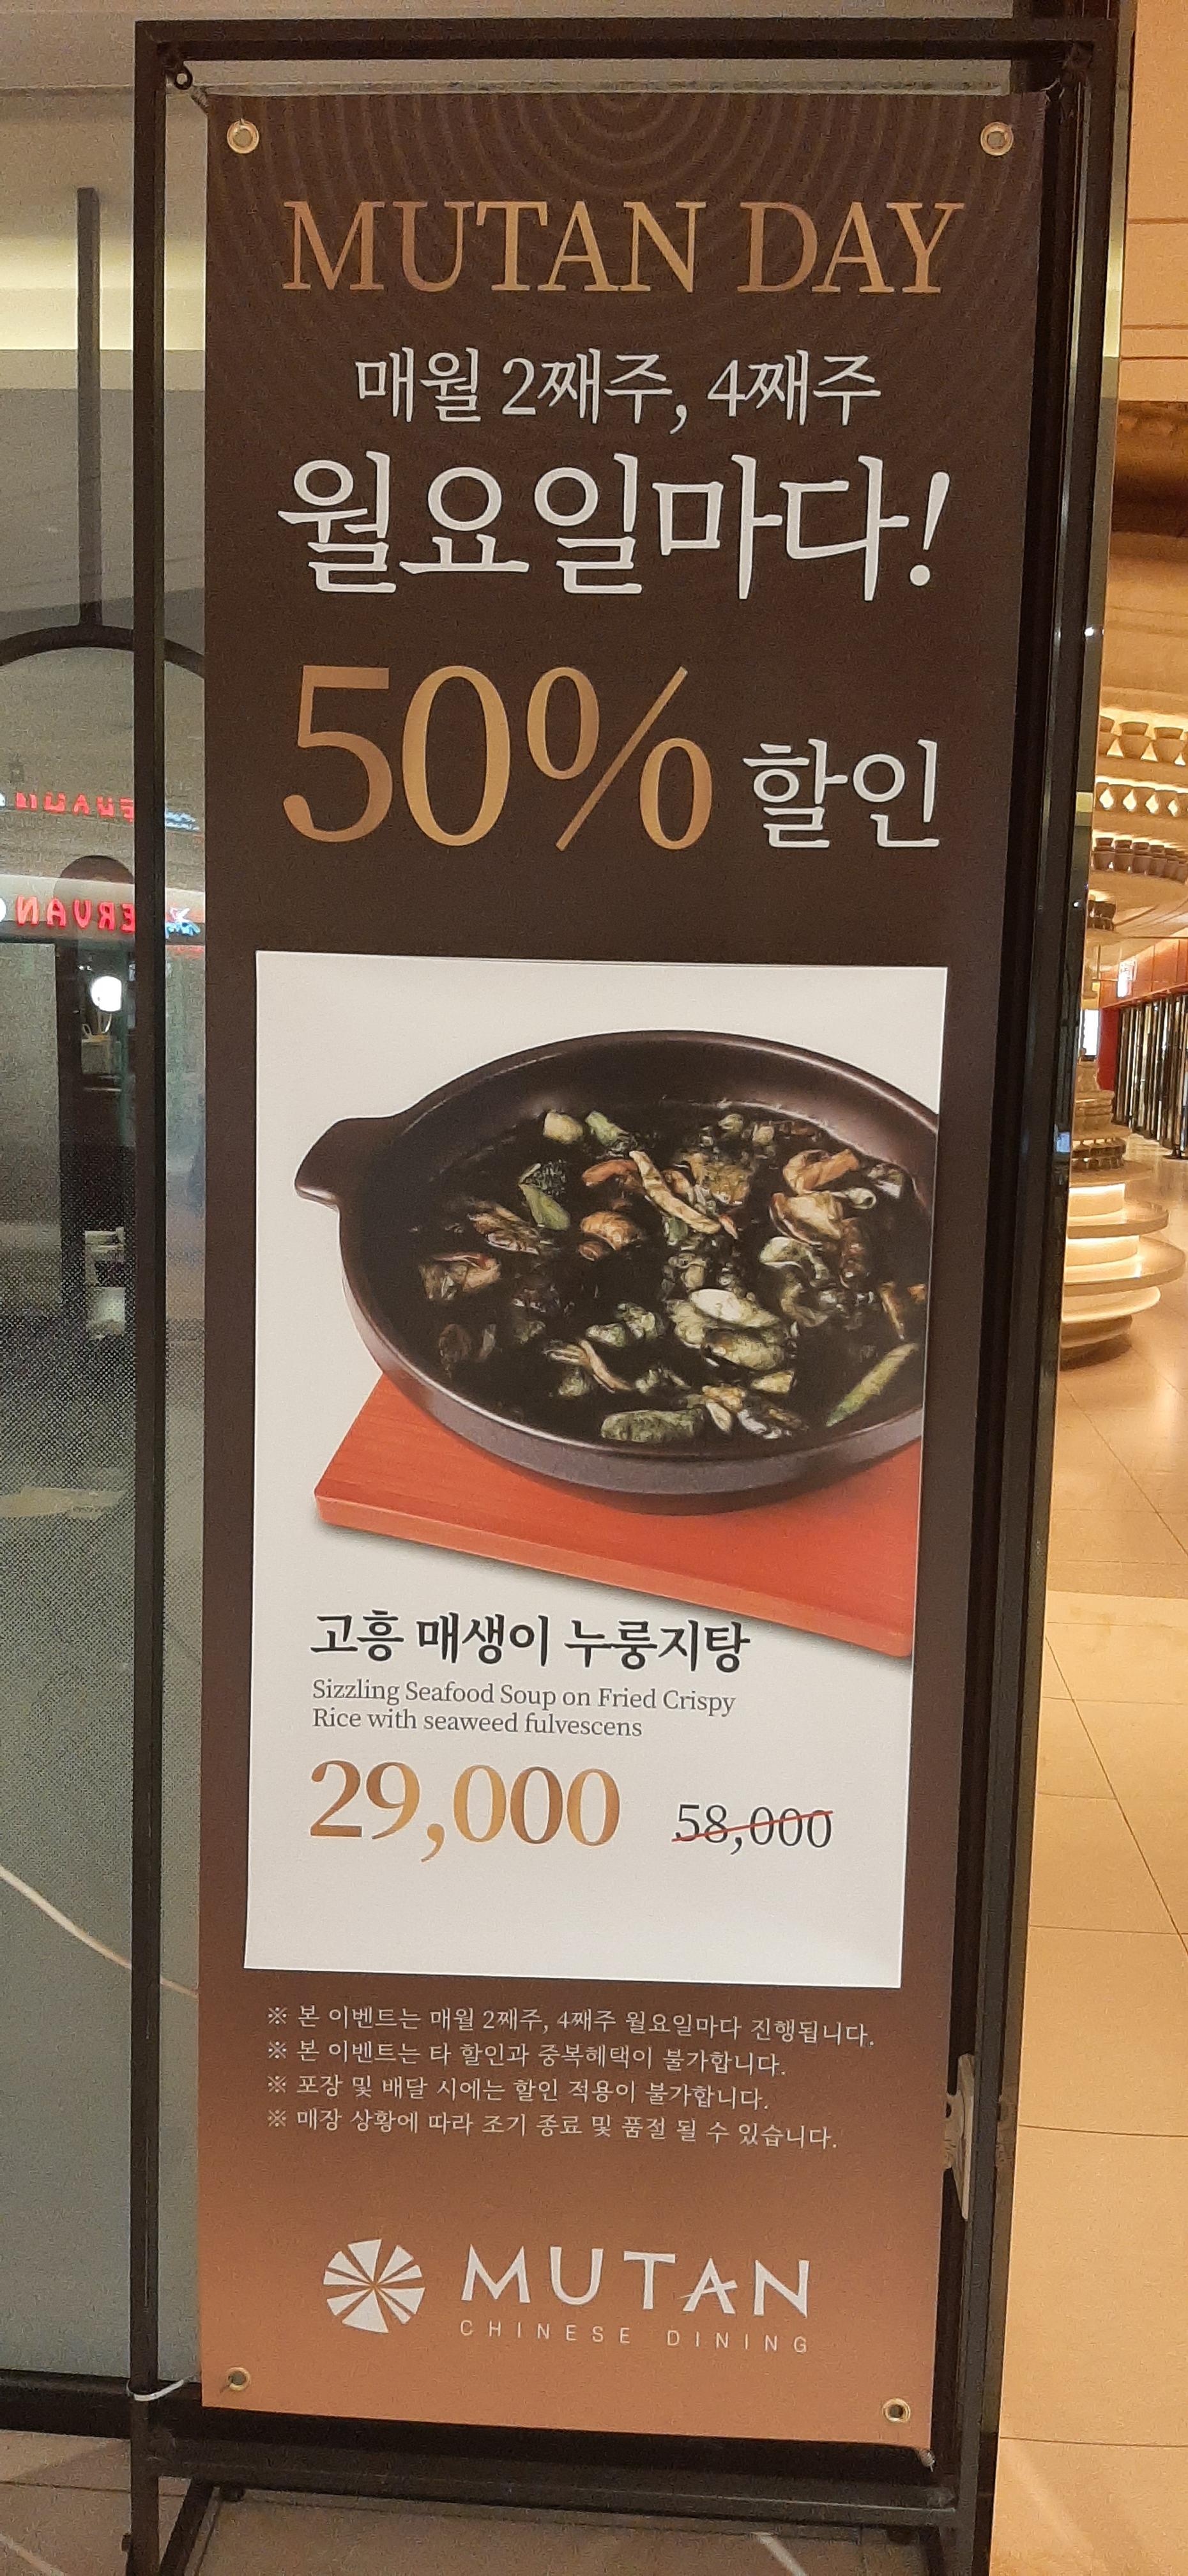 MUTAN DAY
매월 2째주, 4째주
월요일마다!
50% 할인
고흥 매생이 누룽지탕
Sizzling Seafood Soup on Fried Crispy
Rice with seaweed fulvescens
29,000 58,000
※ 본 이벤트는 매월 2째주, 4째주 월요일마다 진행됩니다.
※ 본 이벤트는 타 할인과 중복혜택이 불가합니다.
※ 포장 및 배달 시에는 할인 적용이 불가합니다.
※ 매장 상황에 따라 조기 종료 및 품절 될 수 있습니다.
MUTAN
CHINESE DINING